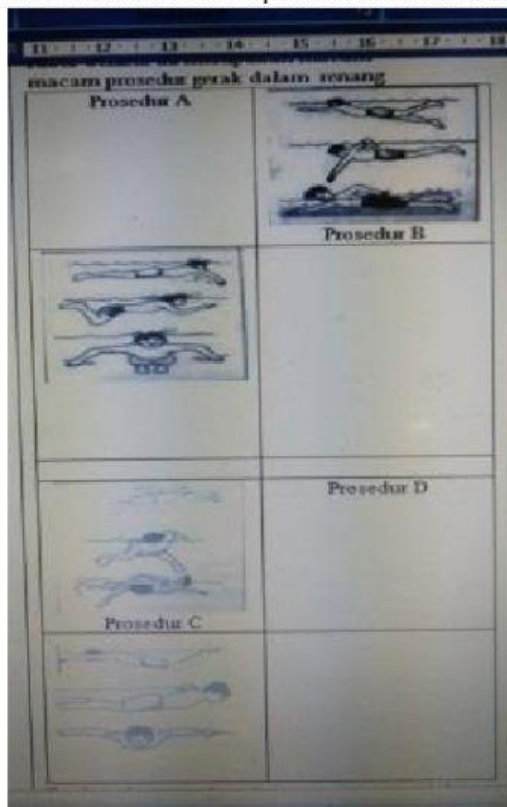 11 12 13 14 15 16 17 18
macam prosedur gerak dalam renang
Prosedur A
Prosedur B
Prosedur D
Prosedur C